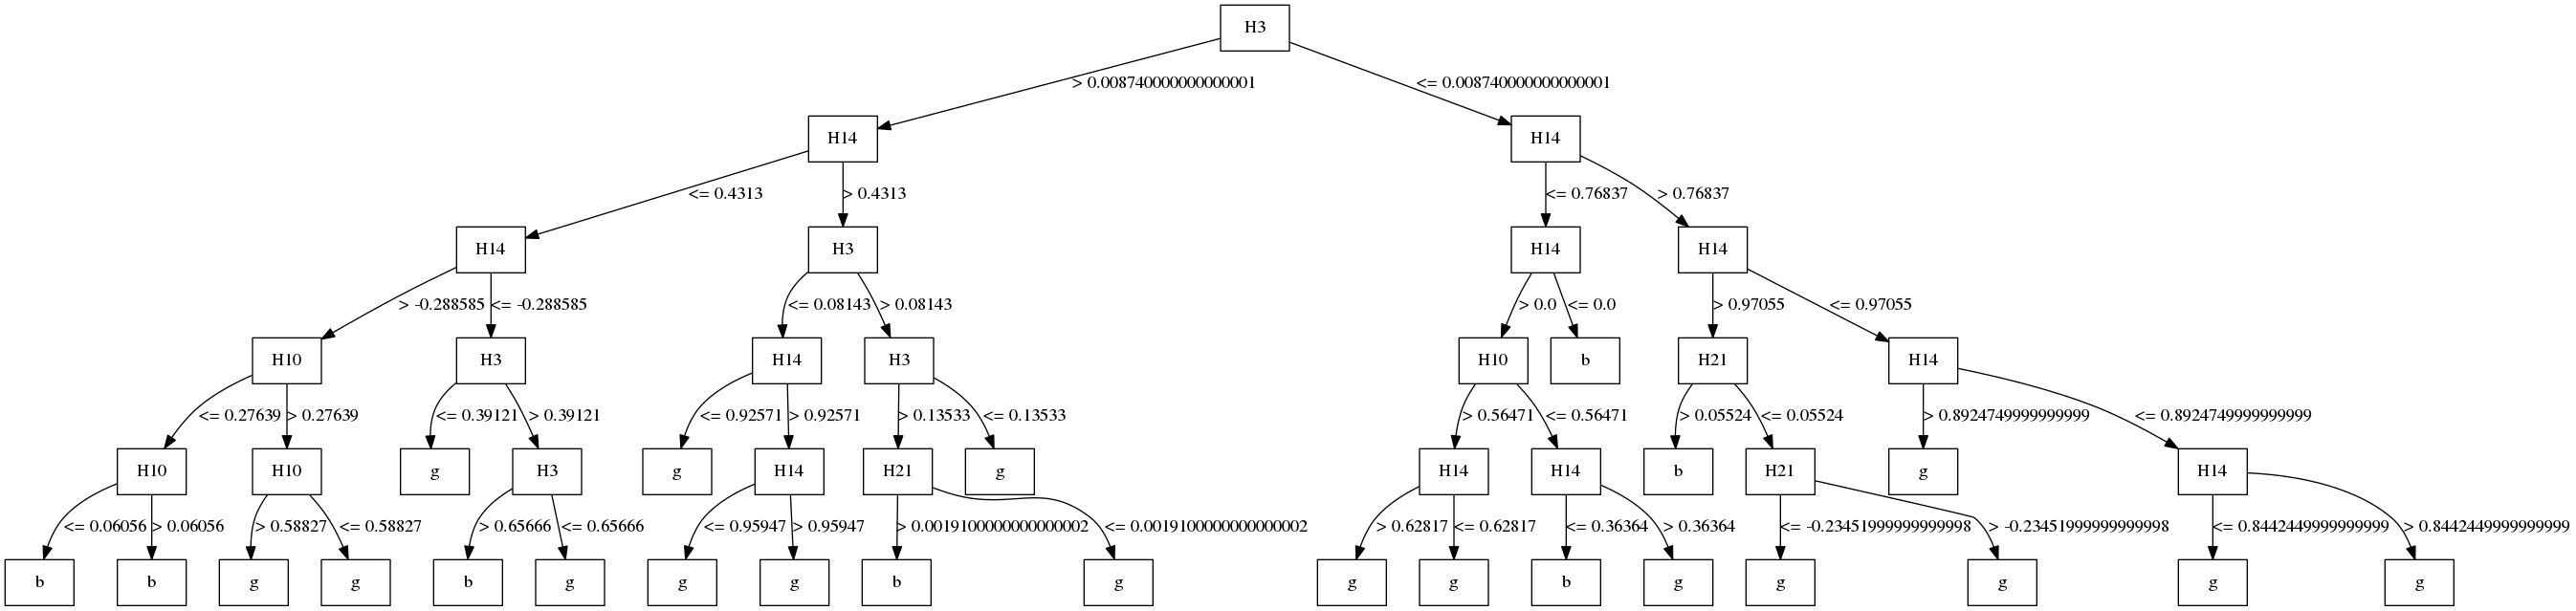 H3
> 0.008740000000000001 <= 0.008740000000000001
H14 H14
<= 0.4313 > 0.4313 <= 0.76837 > 0.76837
H14 H3 H14 H14
> -0.288585 <= -0.288585 <= 0.08143 > 0.08143 > 0.0 <= 0.0 > 0.97055 <= 0.97055
H10 H3 H14 H3 H10 b H21 H14
<= 0.27639 > 0.27639 <= 0.39121 > 0.39121 <= 0.92571 > 0.92571 > 0.13533 <= 0.13533 > 0.56471 <= 0.56471 > 0.05524 <= 0.05524 > 0.8924749999999999 <= 0.8924749999999999
H10 H10 g H3 g H14 H21 g H14 H14 b H21 g H14
<= 0.06056 > 0.06056 > 0.58827 <= 0.58827 > 0.65666 <= 0.65666 <= 0.95947 > 0.95947 > 0.0019100000000000002 <= 0.0019100000000000002 > 0.62817 <= 0.62817 <= 0.36364 > 0.36364 <= -0.23451999999999998 > -0.23451999999999998 <= 0.8442449999999999 > 0.8442449999999999
b b g g b g g g b g g g b g g g g g